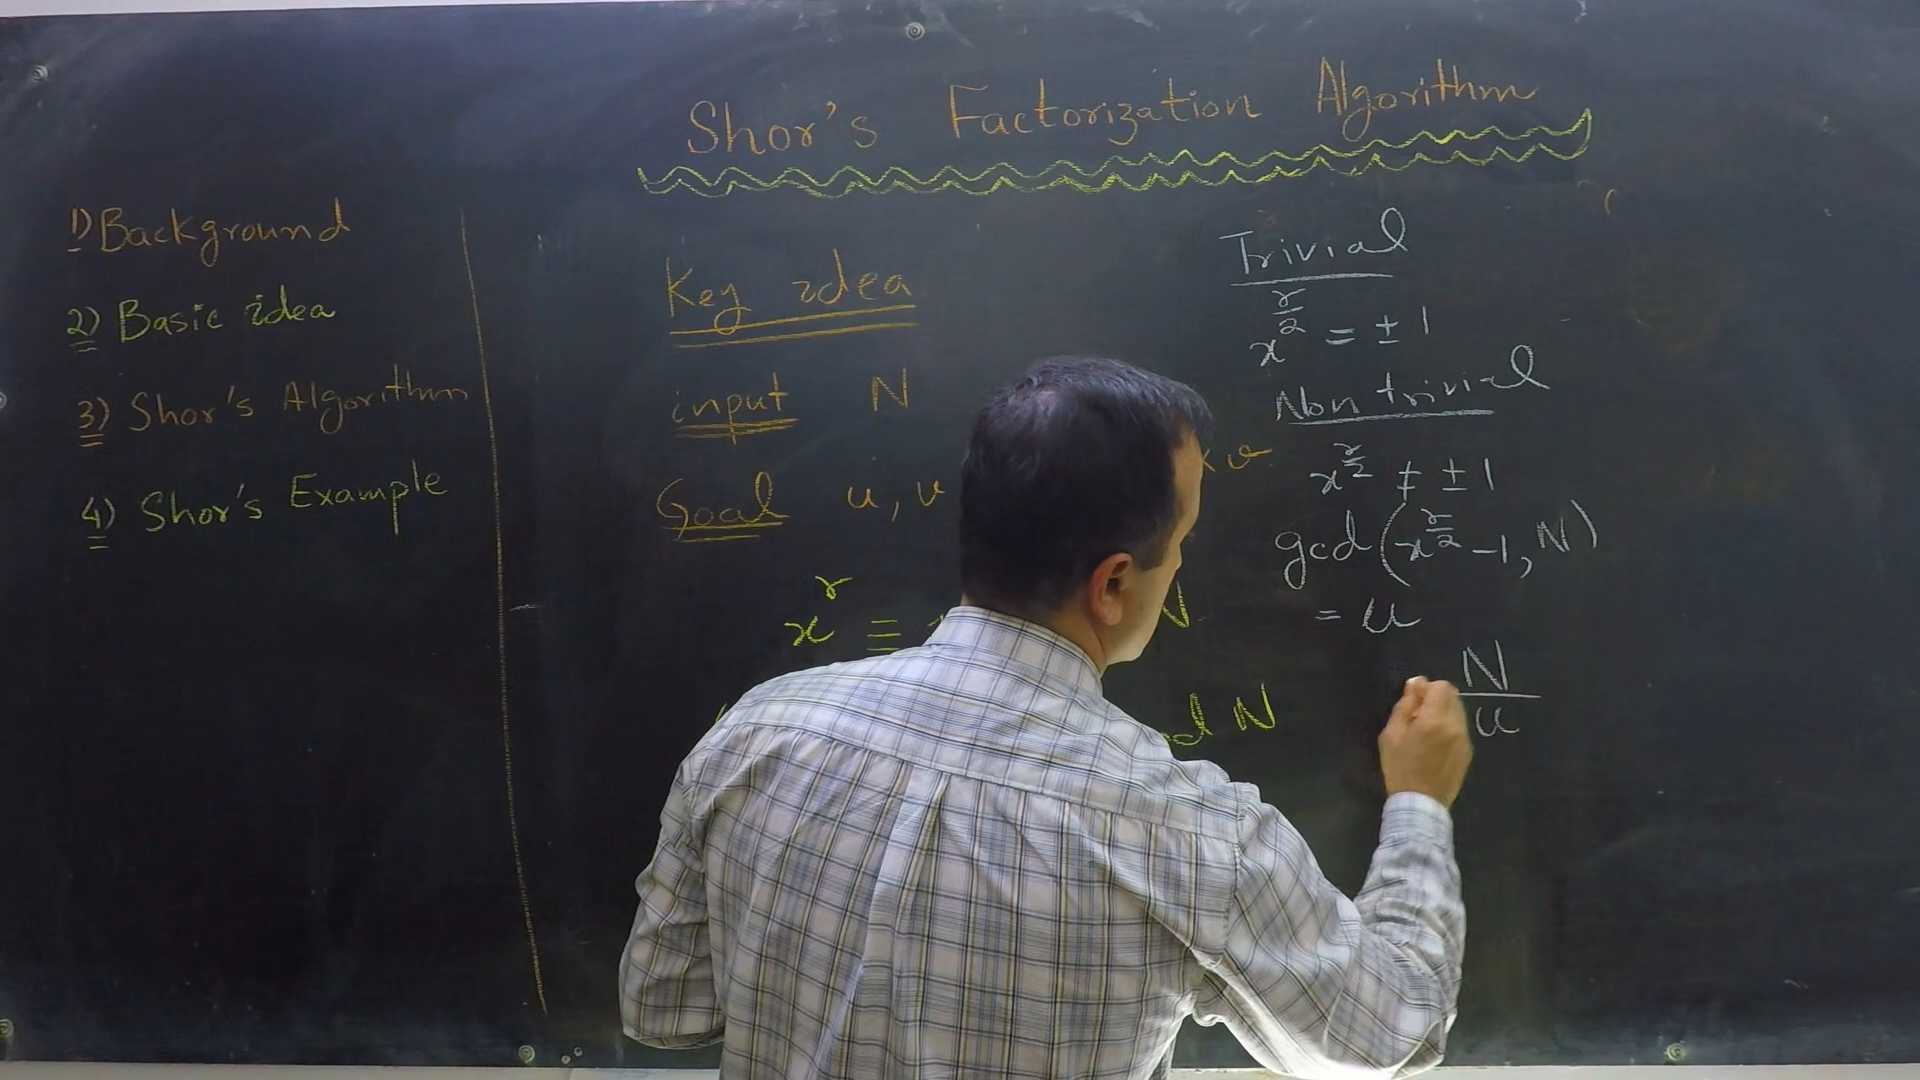 Shor's Factorization Algorithm
1) Background
2) Basic idea
3) Shor's Algorithm
4) Shor's Example
Key idea
input N
Goal u, v
x v
x^r ≡
N
d N
Trivial
x^(r/2) = ± 1
Non trivial
x^(r/2) ≠ ± 1
gcd(x^(r/2) - 1, N)
= u
N/u